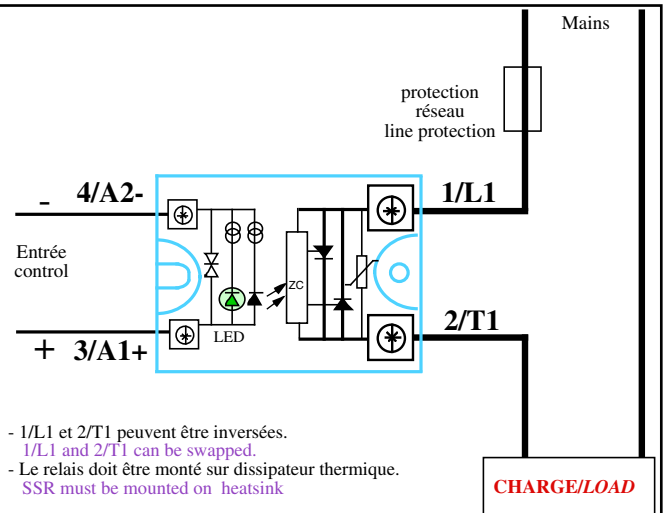 Mains
protection
réseau
line protection
- 4/A2-
1/L1
Entrée
control
ZC
LED
+ 3/A1+
2/T1
- 1/L1 et 2/T1 peuvent être inversées.
1/L1 and 2/T1 can be swapped.
- Le relais doit être monté sur dissipateur thermique.
SSR must be mounted on heatsink
CHARGE/LOAD